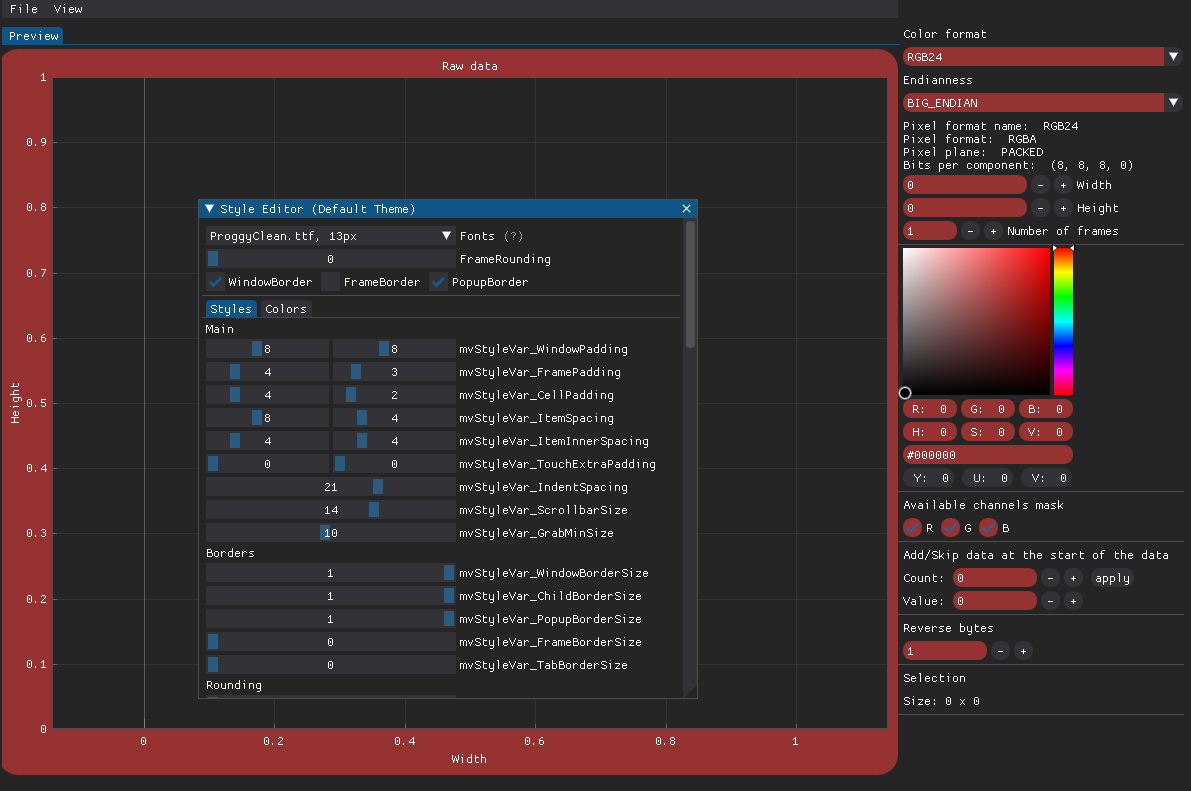 File View
Preview
Raw data
1
0.9
0.8
0.7
0.6
0.5
0.4
0.3
0.2
0.1
0
Height
0 0.2 0.4 0.6 0.8 1
Width
Style Editor (Default Theme)
ProggyClean.ttf, 13px Fonts (?)
0 FrameRounding
WindowBorder FrameBorder PopupBorder
Styles Colors
Main
8 8 mvStyleVar_WindowPadding
4 3 mvStyleVar_FramePadding
4 2 mvStyleVar_CellPadding
8 4 mvStyleVar_ItemSpacing
4 4 mvStyleVar_ItemInnerSpacing
0 0 mvStyleVar_TouchExtraPadding
21 mvStyleVar_IndentSpacing
14 mvStyleVar_ScrollbarSize
10 mvStyleVar_GrabMinSize
Borders
1 mvStyleVar_WindowBorderSize
1 mvStyleVar_ChildBorderSize
1 mvStyleVar_PopupBorderSize
0 mvStyleVar_FrameBorderSize
0 mvStyleVar_TabBorderSize
Rounding
Color format
RGB24
Endianness
BIG_ENDIAN
Pixel format name: RGB24
Pixel format: RGBA
Pixel plane: PACKED
Bits per component: (8, 8, 8, 0)
0 - + Width
0 - + Height
1 - + Number of frames
R: 0 G: 0 B: 0
H: 0 S: 0 V: 0
#000000
Y: 0 U: 0 V: 0
Available channels mask
R G B
Add/Skip data at the start of the data
Count: 0 - + apply
Value: 0 - +
Reverse bytes
1 - +
Selection
Size: 0 x 0